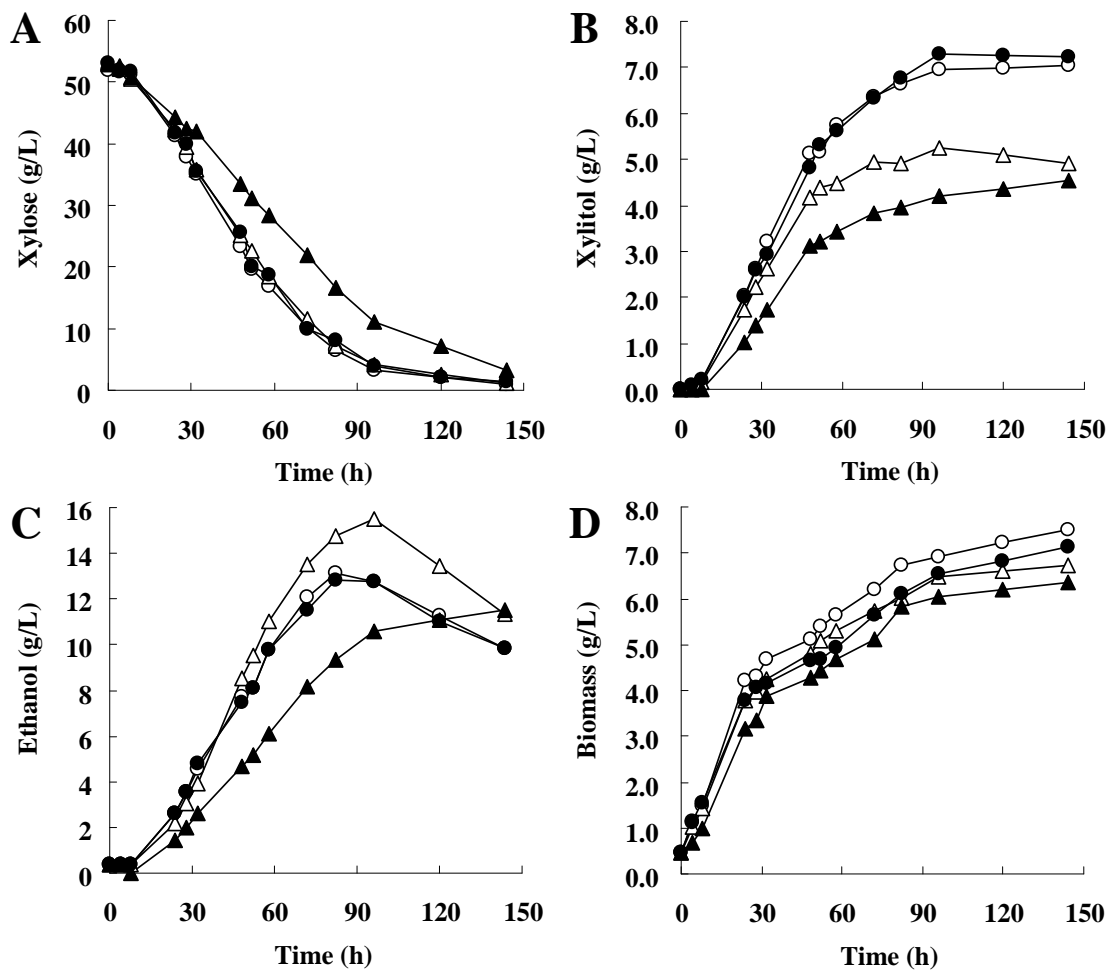 A
Xylose (g/L)
60
50
40
30
20
10
0
0 30 60 90 120 150
Time (h)
B
Xylitol (g/L)
8.0
7.0
6.0
5.0
4.0
3.0
2.0
1.0
0.0
0 30 60 90 120 150
Time (h)
C
Ethanol (g/L)
16
14
12
10
8
6
4
2
0
0 30 60 90 120 150
Time (h)
D
Biomass (g/L)
8.0
7.0
6.0
5.0
4.0
3.0
2.0
1.0
0.0
0 30 60 90 120 150
Time (h)